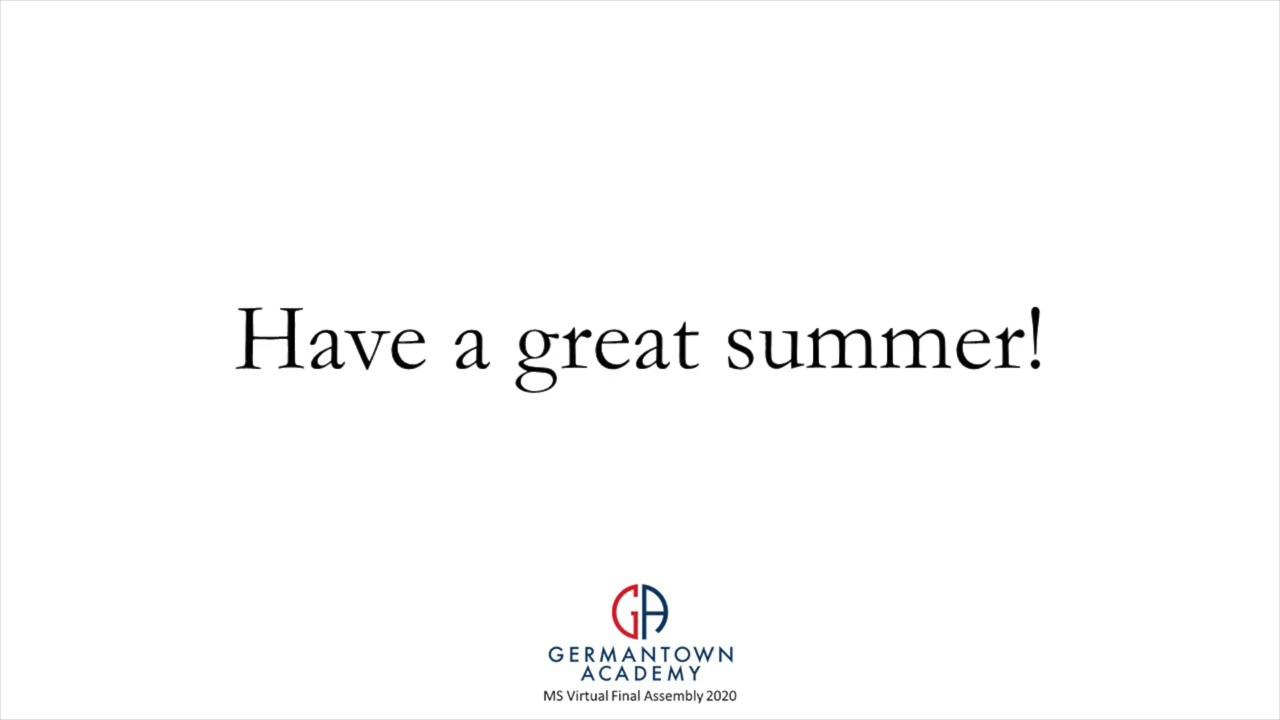 Have a great summer!
GA
GERMANTOWN
ACADEMY
MS Virtual Final Assembly 2020